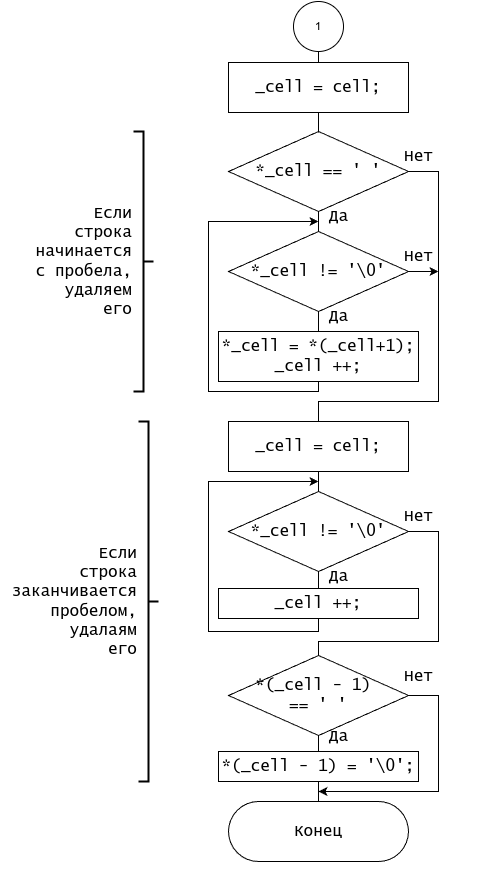 1
_cell = cell;
*_cell == ' '
Нет
Да
Если
строка
начинается
с пробела,
удаляем
его
*_cell != '\0'
Нет
Да
*_cell = *(_cell+1);
_cell ++;
_cell = cell;
*_cell != '\0'
Нет
Да
_cell ++;
Если
строка
заканчивается
пробелом,
удалаям
его
*(_cell - 1)
== ' '
Нет
Да
*(_cell - 1) = '\0';
Конец